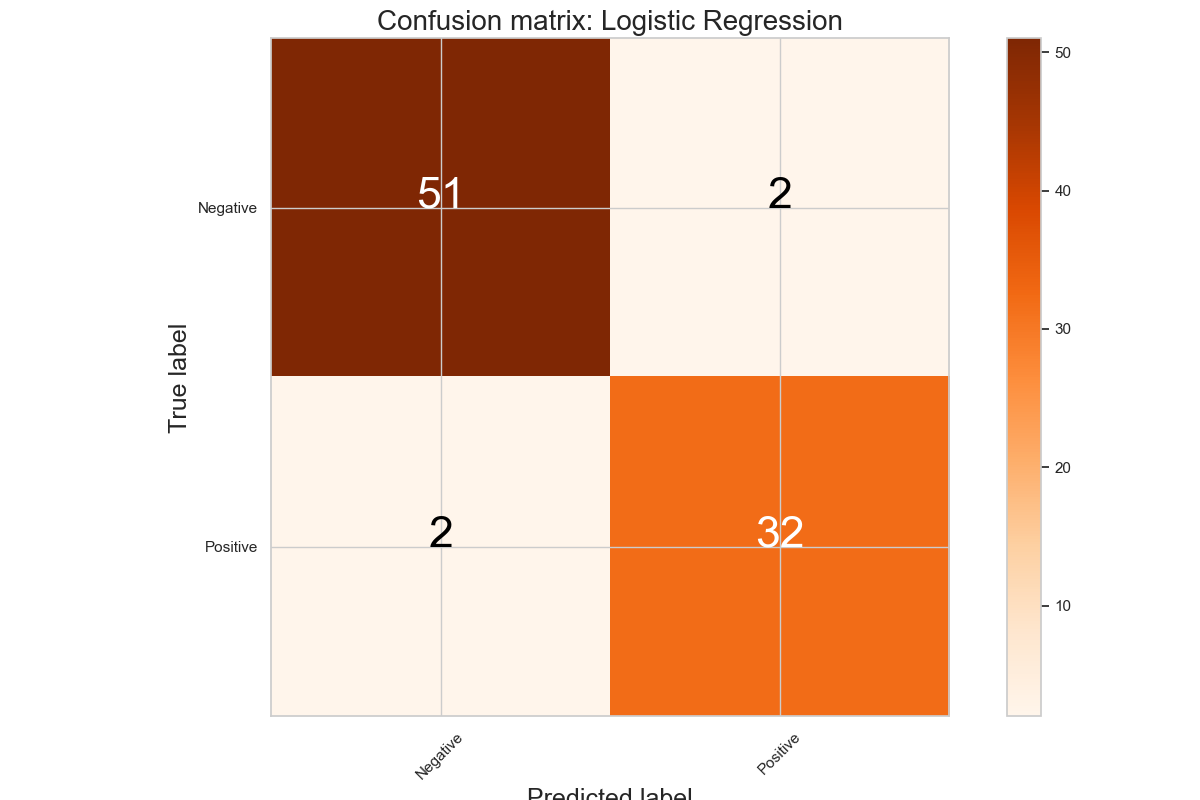 Confusion matrix: Logistic Regression
50
51
2
Negative
40
True label
30
2
32
Positive
20
10
Negative
Positive
Predicted label